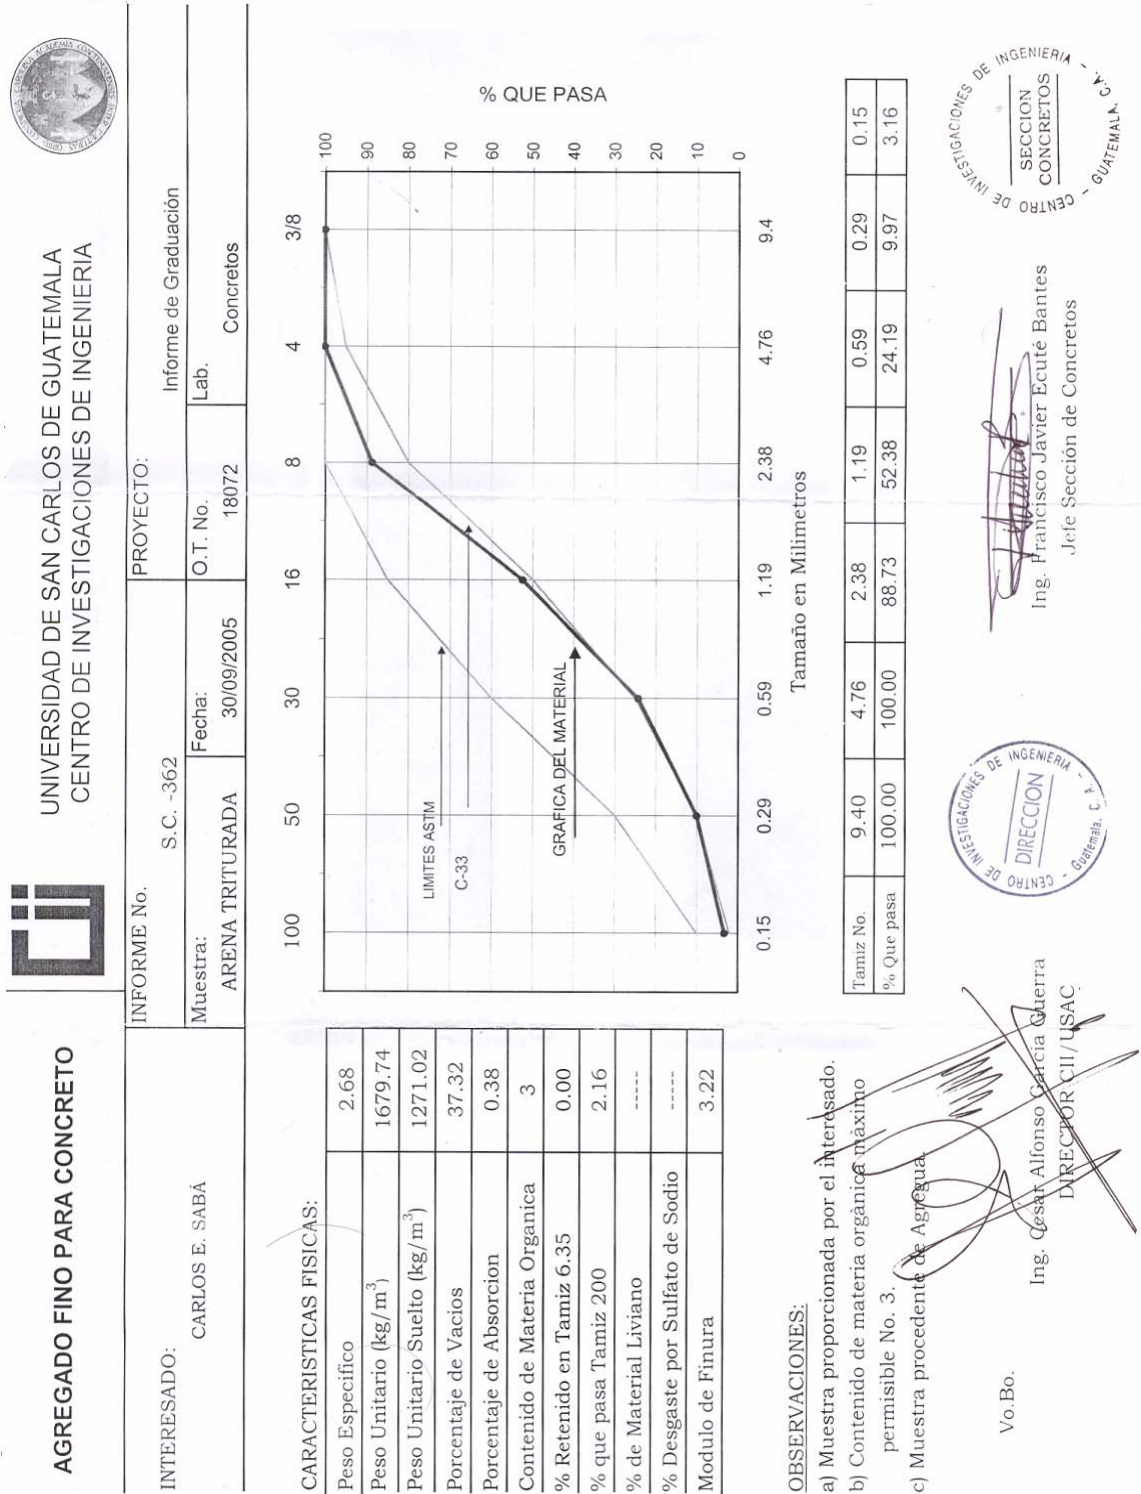 AGREGADO FINO PARA CONCRETO
UNIVERSIDAD DE SAN CARLOS DE GUATEMALA
CENTRO DE INVESTIGACIONES DE INGENIERIA
INTERESADO:
CARLOS E. SABÁ
INFORME No.
S.C. -362
PROYECTO:
Informe de Graduación
Muestra:
ARENA TRITURADA
Fecha:
30/09/2005
O.T. No.
18072
Lab.
Concretos
CARACTERISTICAS FISICAS:
Peso Especifico 2.68
Peso Unitario (kg/m³) 1679.74
Peso Unitario Suelto (kg/m³) 1271.02
Porcentaje de Vacios 37.32
Porcentaje de Absorcion 0.38
Contenido de Materia Organica 3
% Retenido en Tamiz 6.35 0.00
% que pasa Tamiz 200 2.16
% de Material Liviano -----
% Desgaste por Sulfato de Sodio -----
Modulo de Finura 3.22
100 50 30 16 8 4 3/8
100
90
80
70
60
50
40
30
20
10
0
% QUE PASA
LIMITES ASTM
C-33
GRAFICA DEL MATERIAL
0.15 0.29 0.59 1.19 2.38 4.76 9.4
Tamaño en Milimetros
Tamiz No. 9.40 4.76 2.38 1.19 0.59 0.29 0.15
% Que pasa 100.00 100.00 88.73 52.38 24.19 9.97 3.16
OBSERVACIONES:
a) Muestra proporcionada por el interesado.
b) Contenido de materia orgànica màximo
permisible No. 3.
c) Muestra procedente de Agregua.
Vo.Bo.
Ing. Cesar Alfonso Garcia Guerra
DIRECTOR CII/USAC
CENTRO DE INVESTIGACIONES DE INGENIERIA - Guatemala, C. A. -
DIRECCION
Ing. Francisco Javier Ecuté Bantes
Jefe Sección de Concretos
CENTRO DE INVESTIGACIONES DE INGENIERIA - GUATEMALA, C.A. -
SECCION
CONCRETOS